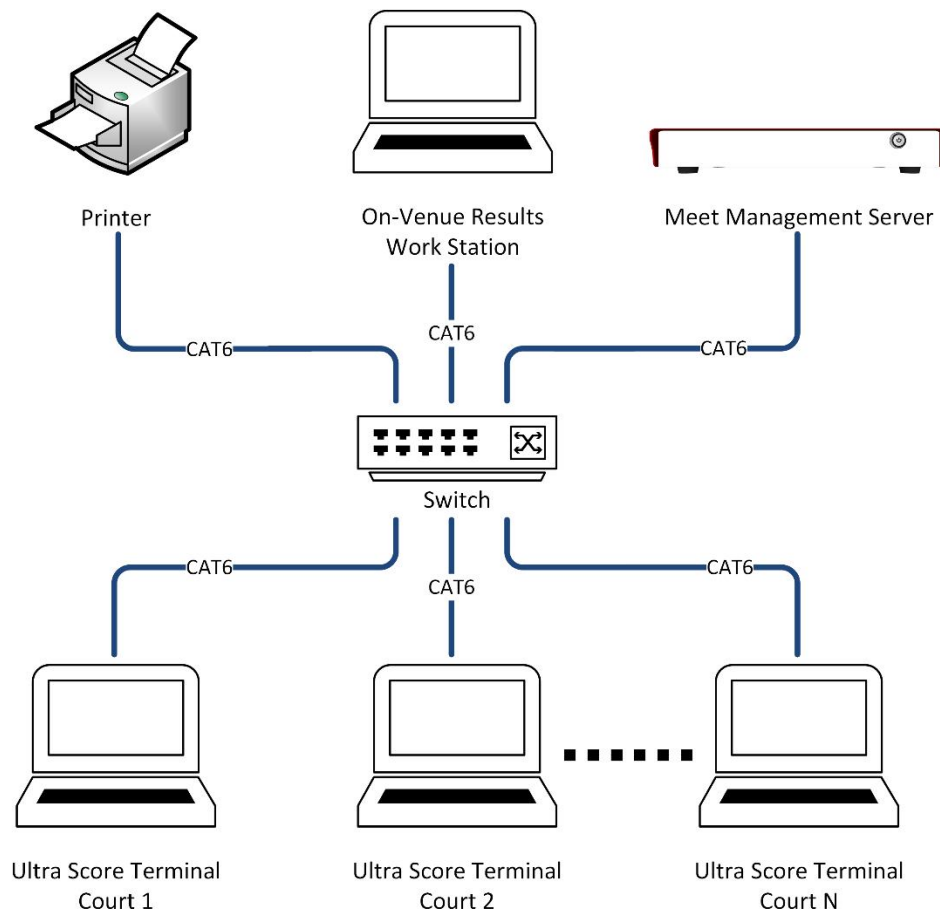 Printer
On-Venue Results
Work Station
Meet Management Server
CAT6
CAT6
CAT6
Switch
CAT6
CAT6
CAT6
Ultra Score Terminal
Court 1
Ultra Score Terminal
Court 2
Ultra Score Terminal
Court N